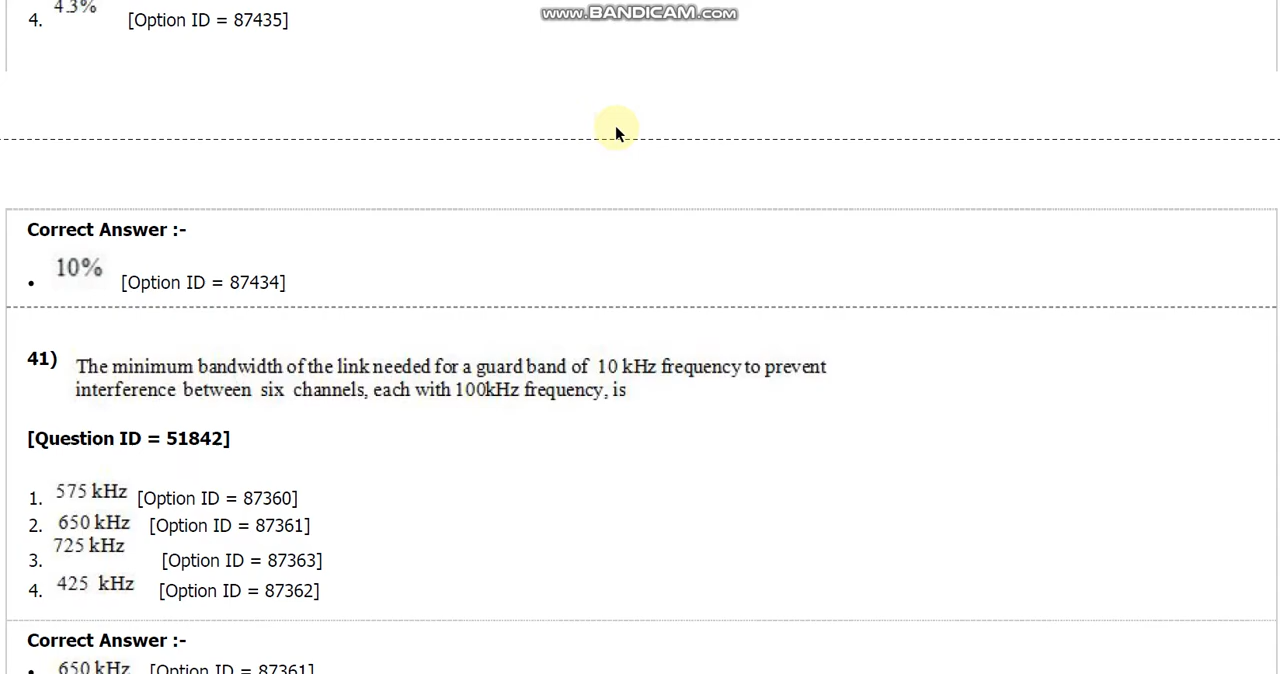 4.3%
www.BANDICAM.com
4. [Option ID = 87435]
Correct Answer :-
• 10% [Option ID = 87434]
41) The minimum bandwidth of the link needed for a guard band of 10 kHz frequency to prevent
interference between six channels, each with 100kHz frequency, is
[Question ID = 51842]
1. 575 kHz [Option ID = 87360]
2. 650 kHz [Option ID = 87361]
3. 725 kHz [Option ID = 87363]
4. 425 kHz [Option ID = 87362]
Correct Answer :-
• 650 kHz [Option ID = 87361]